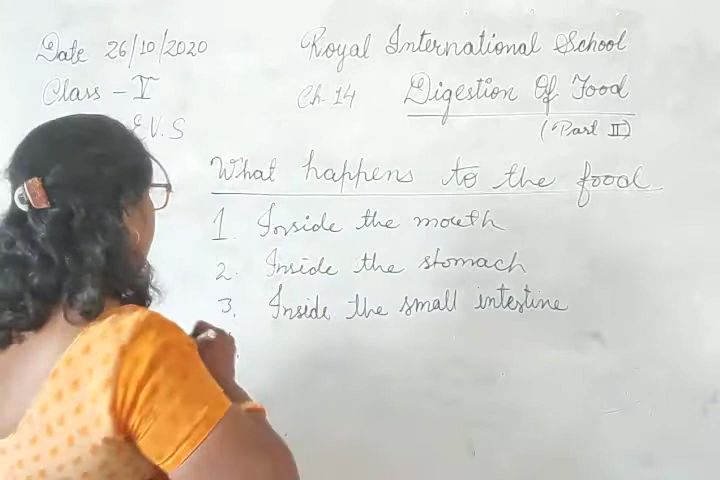 Date 26/10/2020
Royal International School
Class - V
Ch. 14 Digestion Of Food
E.V.S
(Part II)
What happens to the food
1. Inside the mouth
2. Inside the stomach
3. Inside the small intestine